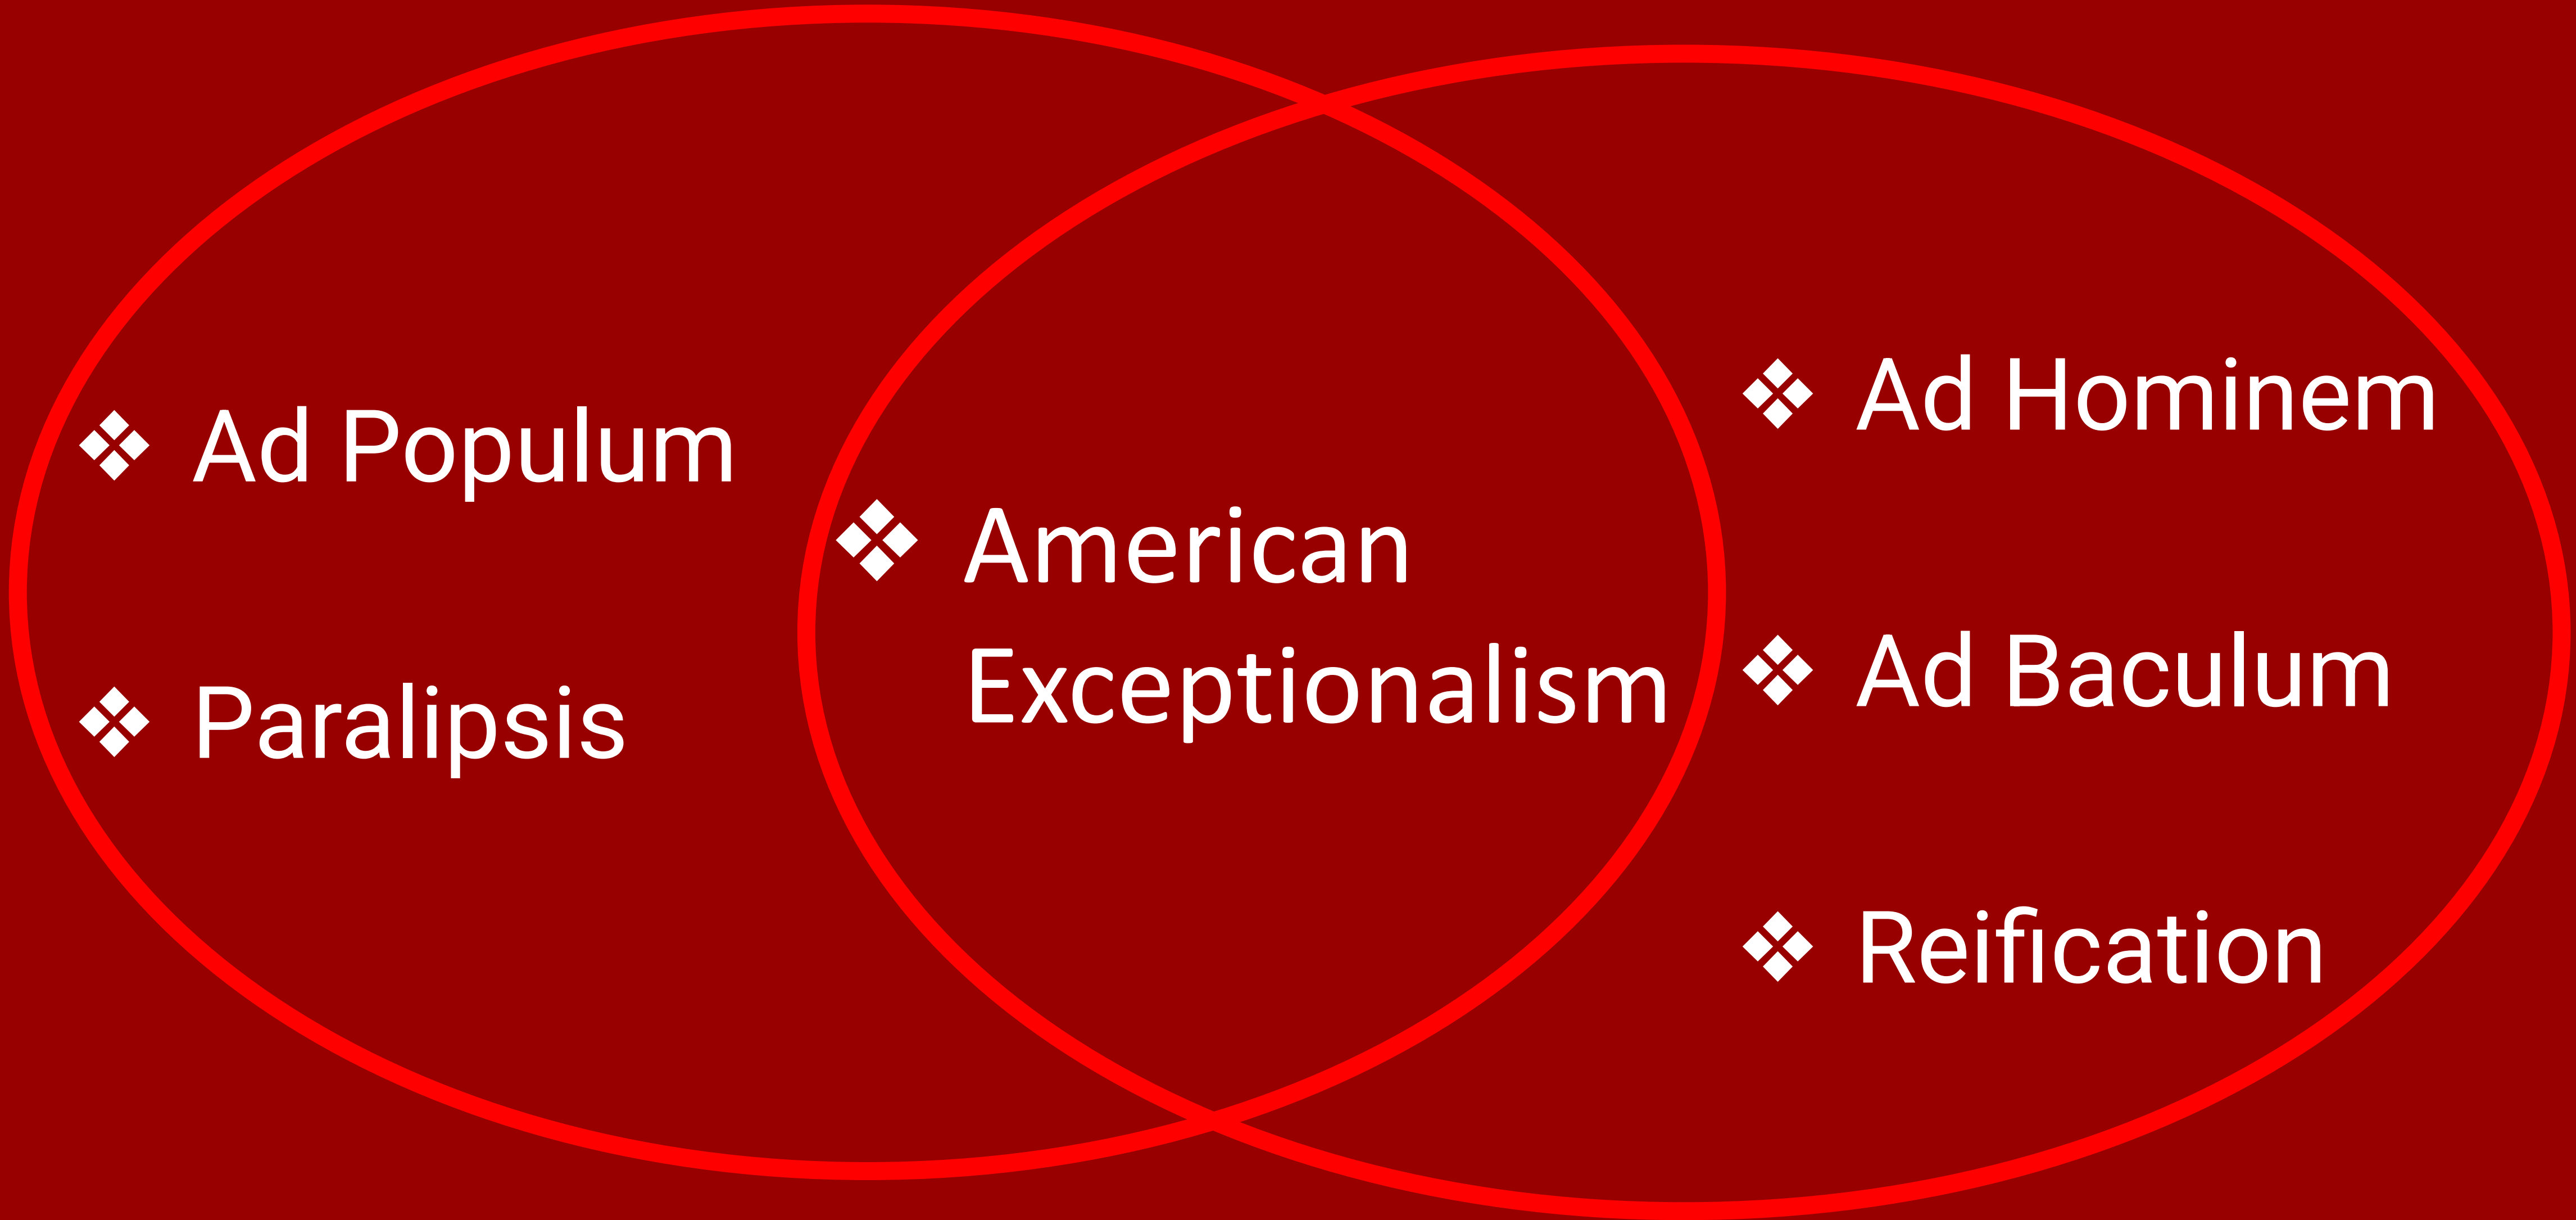 ❖ Ad Populum
❖ Paralipsis
❖ American
Exceptionalism
❖ Ad Hominem
❖ Ad Baculum
❖ Reification